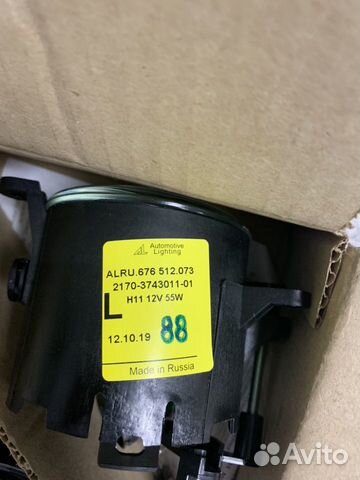 Automotive
Lighting
ALRU.676 512.073
2170-3743011-01
L
H11 12V 55W
12.10.19
88
Made in Russia
Avito